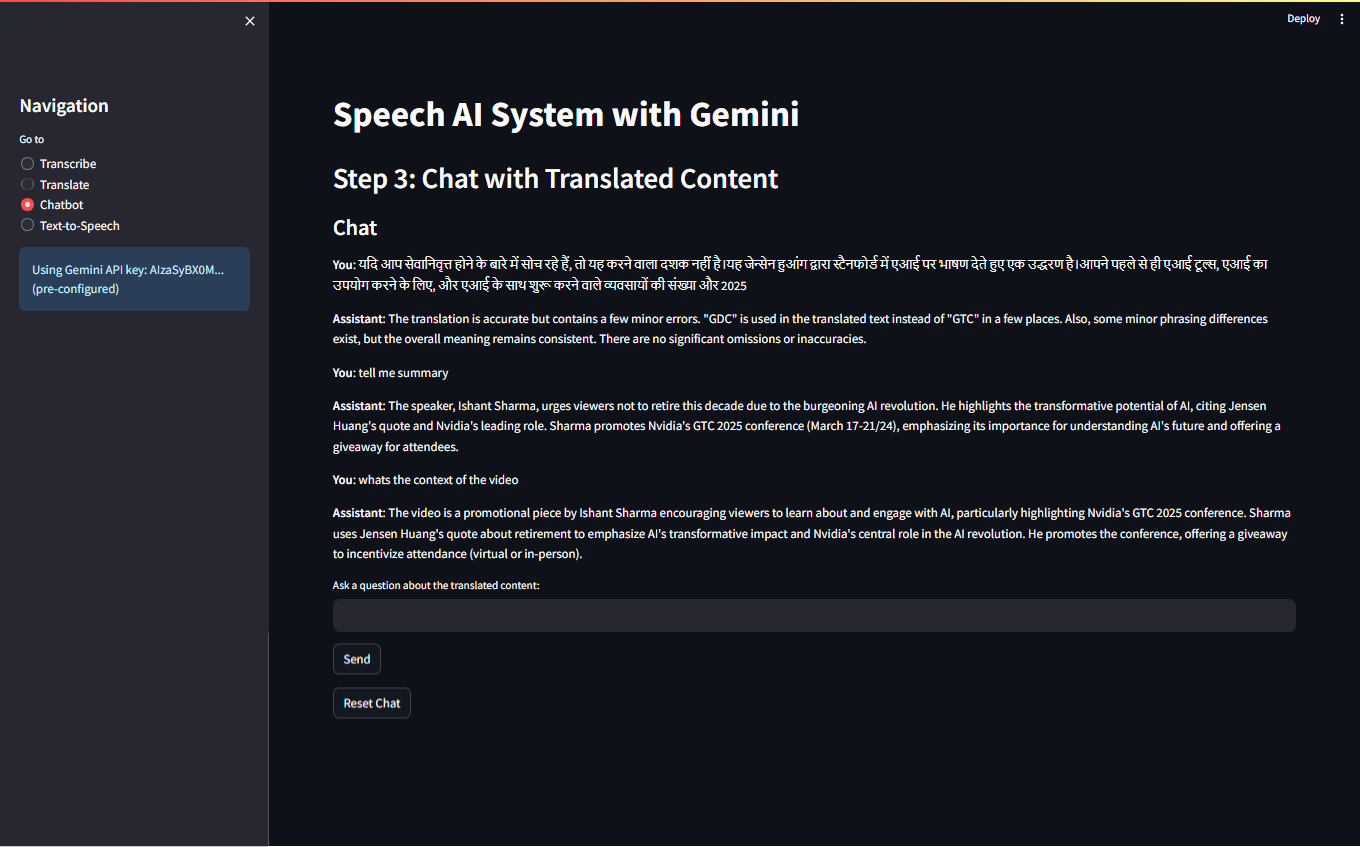 Deploy
Navigation
Go to
Transcribe
Translate
Chatbot
Text-to-Speech
Using Gemini API key: AIzaSyBX0M...
(pre-configured)
Speech AI System with Gemini
Step 3: Chat with Translated Content
Chat
You: यदि आप सेवानिवृत्त होने के बारे में सोच रहे हैं, तो यह करने वाला दशक नहीं है।यह जेन्सेन हुआंग द्वारा स्टैनफोर्ड में एआई पर भाषण देते हुए एक उद्धरण है।आपने पहले से ही एआई टूल्स, एआई का
उपयोग करने के लिए, और एआई के साथ शुरू करने वाले व्यवसायों की संख्या और 2025
Assistant: The translation is accurate but contains a few minor errors. "GDC" is used in the translated text instead of "GTC" in a few places. Also, some minor phrasing differences
exist, but the overall meaning remains consistent. There are no significant omissions or inaccuracies.
You: tell me summary
Assistant: The speaker, Ishant Sharma, urges viewers not to retire this decade due to the burgeoning AI revolution. He highlights the transformative potential of AI, citing Jensen
Huang's quote and Nvidia's leading role. Sharma promotes Nvidia's GTC 2025 conference (March 17-21/24), emphasizing its importance for understanding AI's future and offering a
giveaway for attendees.
You: whats the context of the video
Assistant: The video is a promotional piece by Ishant Sharma encouraging viewers to learn about and engage with AI, particularly highlighting Nvidia's GTC 2025 conference. Sharma
uses Jensen Huang's quote about retirement to emphasize AI's transformative impact and Nvidia's central role in the AI revolution. He promotes the conference, offering a giveaway
to incentivize attendance (virtual or in-person).
Ask a question about the translated content:
Send
Reset Chat